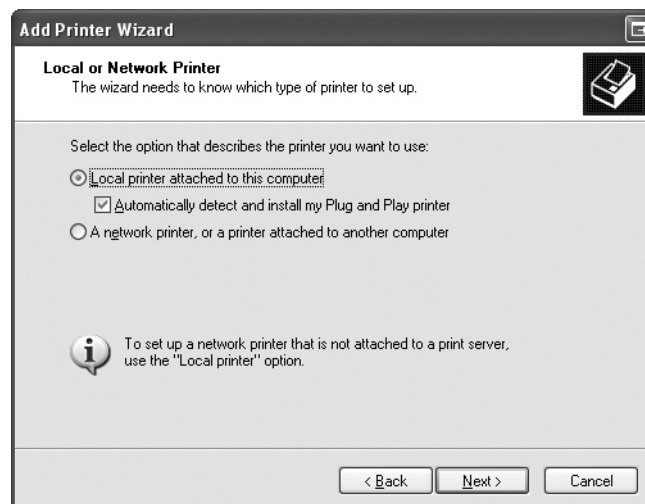 Add Printer Wizard
Local or Network Printer
The wizard needs to know which type of printer to set up.
Select the option that describes the printer you want to use:
Local printer attached to this computer
Automatically detect and install my Plug and Play printer
A network printer, or a printer attached to another computer
To set up a network printer that is not attached to a print server,
use the "Local printer" option.
< Back
Next >
Cancel